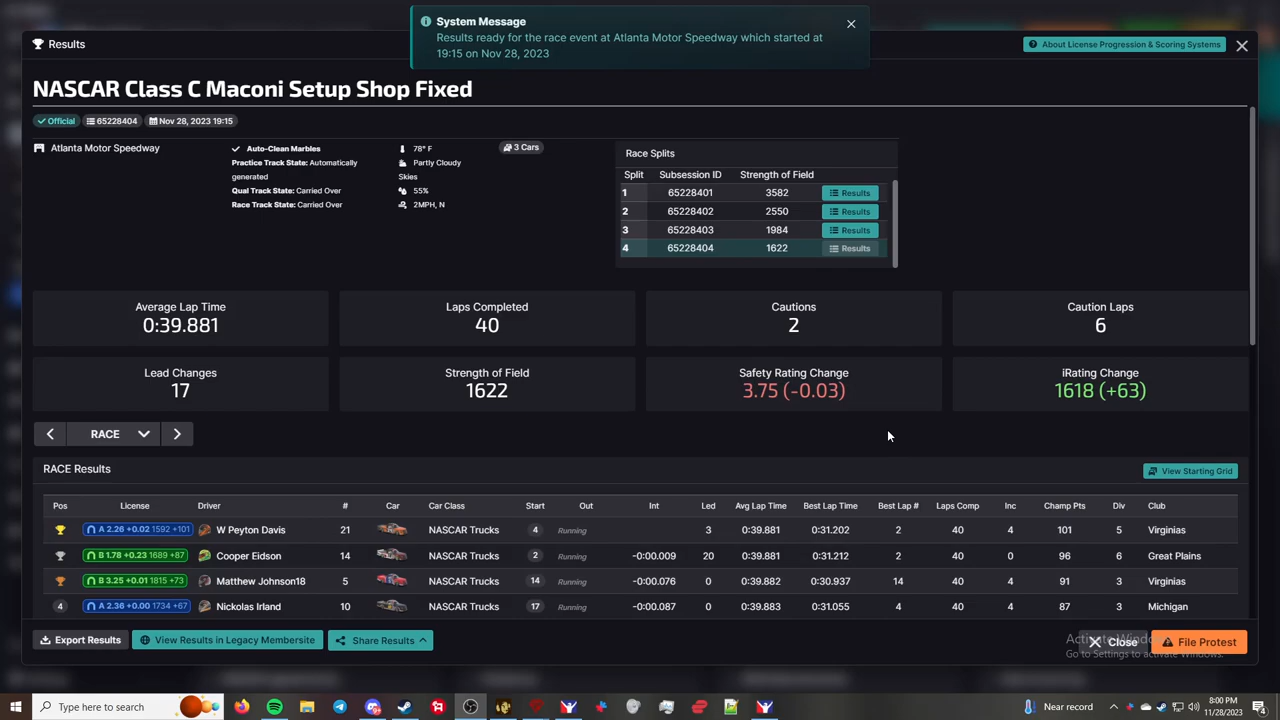 System Message
Results ready for the race event at Atlanta Motor Speedway which started at
19:15 on Nov 28, 2023
Results
About License Progression & Scoring Systems
NASCAR Class C Maconi Setup Shop Fixed
Official 65228404 Nov 28, 2023 19:15
Atlanta Motor Speedway
Auto-Clean Marbles
Practice Track State: Automatically
generated
Qual Track State: Carried Over
Race Track State: Carried Over
78° F
Partly Cloudy
Skies
55%
2MPH, N
3 Cars
Race Splits
Split Subsession ID Strength of Field
1 65228401 3582 Results
2 65228402 2550 Results
3 65228403 1984 Results
4 65228404 1622 Results
Average Lap Time
0:39.881
Laps Completed
40
Cautions
2
Caution Laps
6
Lead Changes
17
Strength of Field
1622
Safety Rating Change
3.75 (-0.03)
iRating Change
1618 (+63)
RACE
RACE Results
View Starting Grid
Pos License Driver # Car Car Class Start Out Int Led Avg Lap Time Best Lap Time Best Lap # Laps Comp Inc Champ Pts Div Club
A 2.26 +0.02 1592 +101 W Peyton Davis 21 NASCAR Trucks 4 Running 3 0:39.881 0:31.202 2 40 4 101 5 Virginias
B 1.78 +0.23 1689 +87 Cooper Eidson 14 NASCAR Trucks 2 Running -0:00.009 20 0:39.881 0:31.212 2 40 0 96 6 Great Plains
B 3.25 +0.01 1815 +73 Matthew Johnson18 5 NASCAR Trucks 14 Running -0:00.076 0 0:39.882 0:30.937 14 40 4 91 3 Virginias
4 A 2.36 +0.00 1734 +67 Nickolas Irland 10 NASCAR Trucks 17 Running -0:00.087 0 0:39.883 0:31.055 4 40 4 87 3 Michigan
Export Results
View Results in Legacy Membersite
Share Results
Close
File Protest
Go to Settings to activate Windows.
Type here to search
Near record
8:00 PM
11/28/2023
4